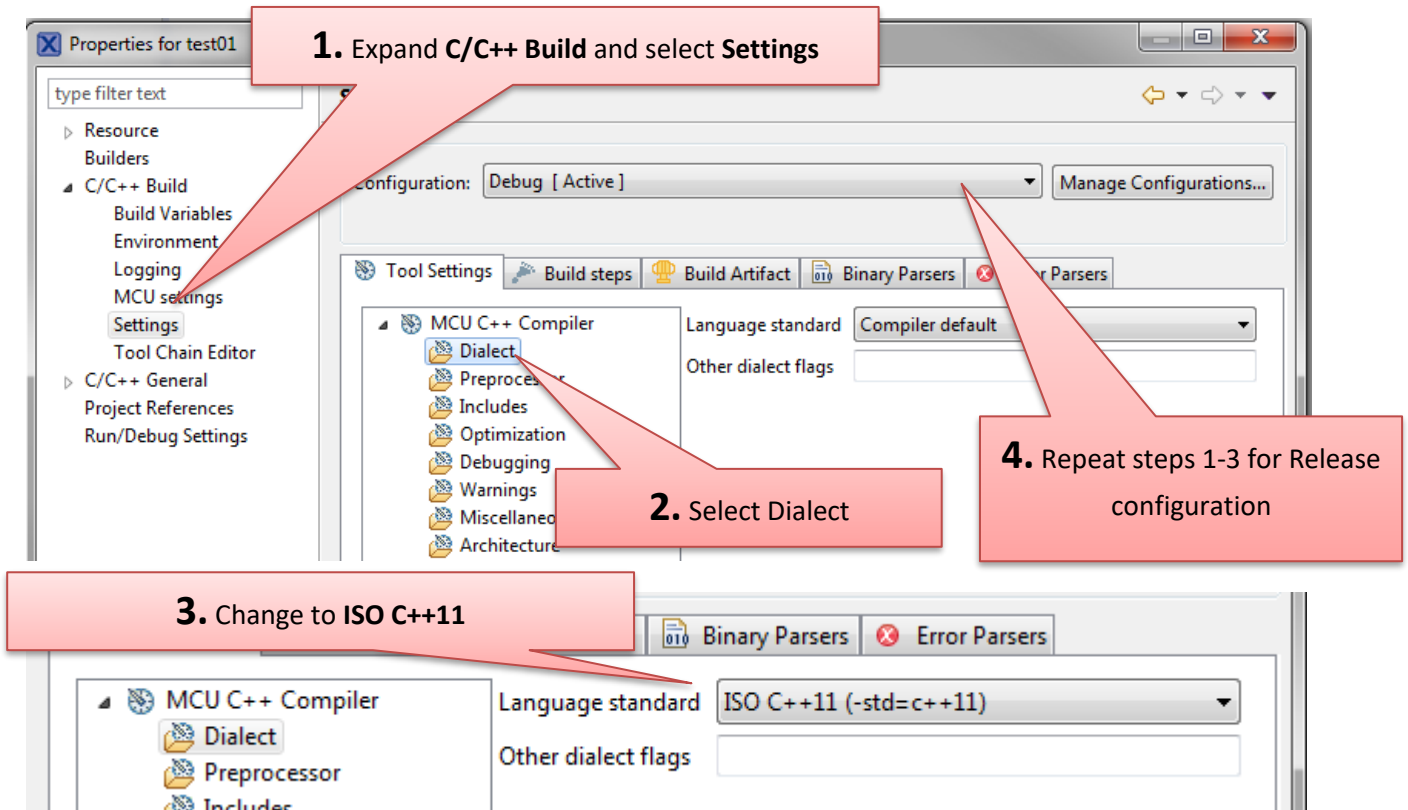 Properties for test01
1. Expand C/C++ Build and select Settings
type filter text
Resource
Builders
C/C++ Build
Build Variables
Environment
Logging
MCU settings
Settings
Tool Chain Editor
C/C++ General
Project References
Run/Debug Settings
Configuration: Debug [ Active ] Manage Configurations...
Tool Settings Build steps Build Artifact Binary Parsers Parsers
MCU C++ Compiler
Dialect
Preprocessor
Includes
Optimization
Debugging
Warnings
Architecture
Language standard Compiler default
Other dialect flags
2. Select Dialect
4. Repeat steps 1-3 for Release
configuration
3. Change to ISO C++11
Binary Parsers Error Parsers
MCU C++ Compiler
Dialect
Preprocessor
Includes
Language standard ISO C++11 (-std=c++11)
Other dialect flags